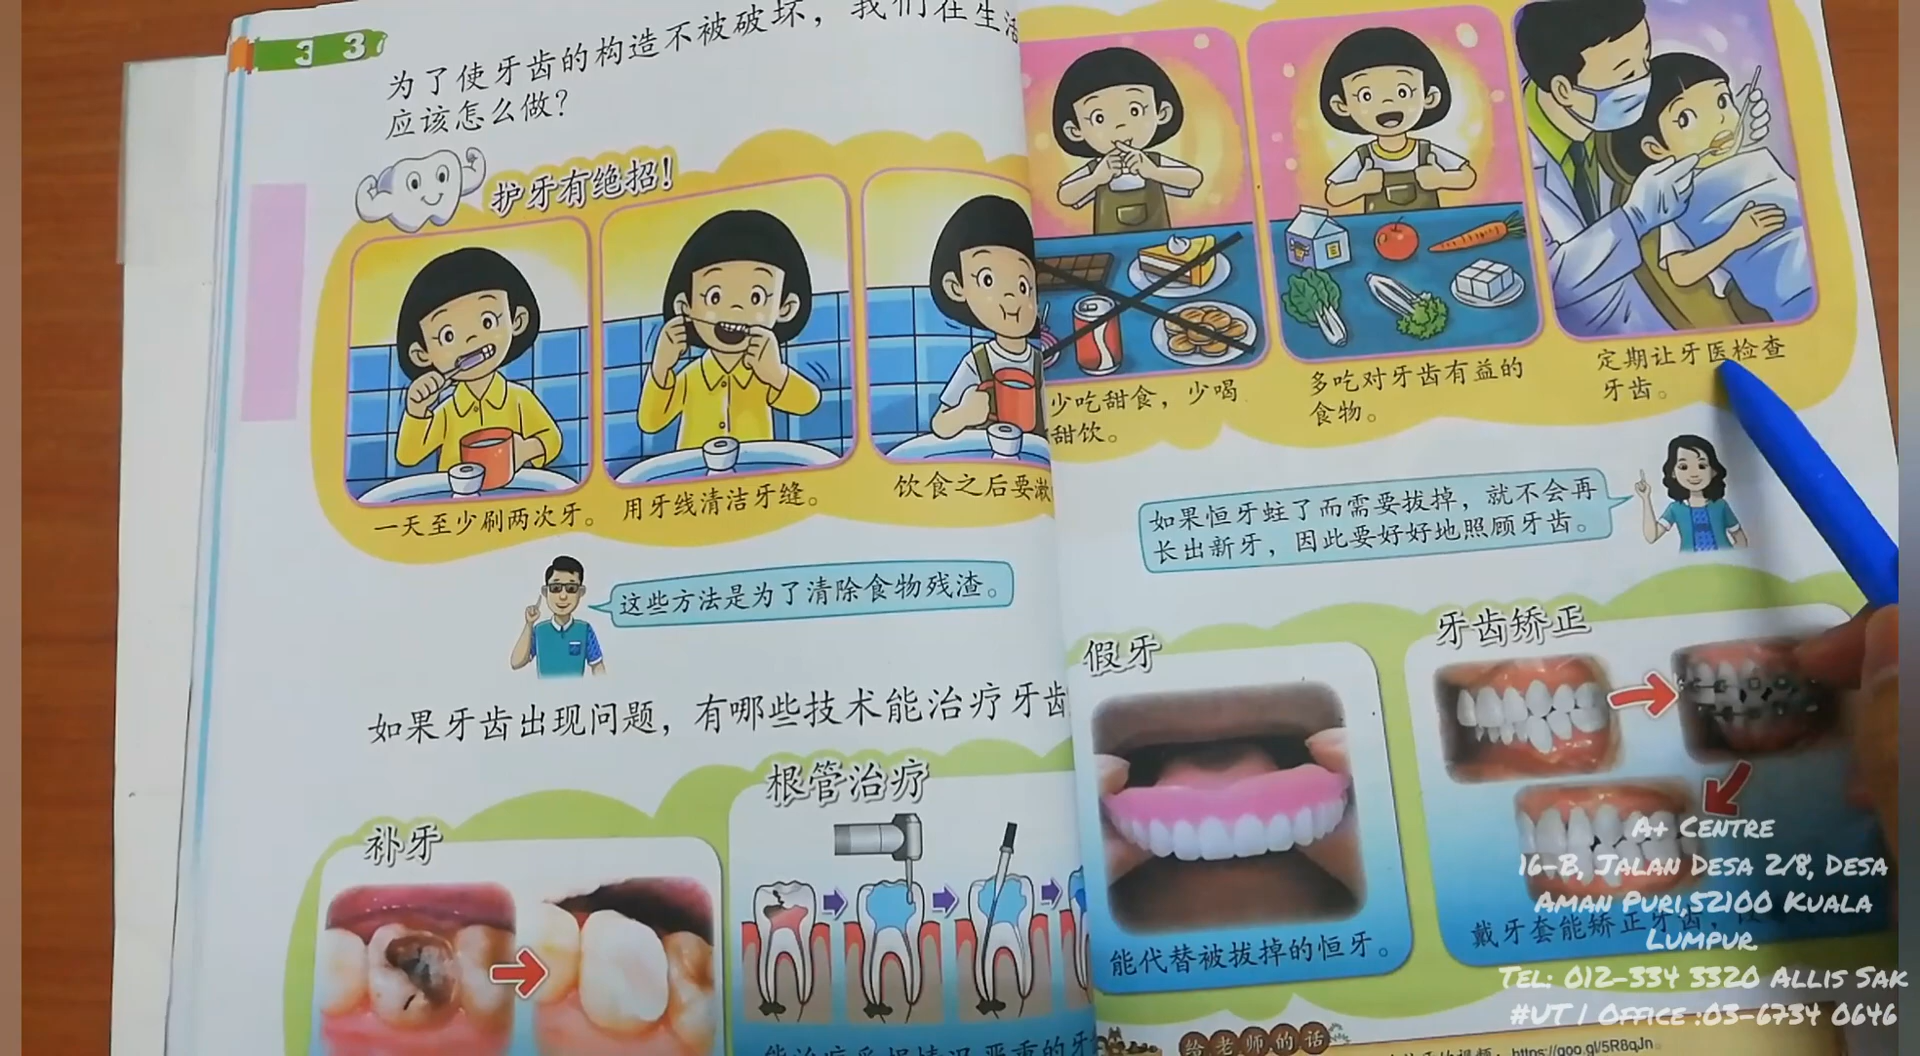 3 3
为了使牙齿的构造不被破坏，我们在生活
应该怎么做？
护牙有绝招！
一天至少刷两次牙。
用牙线清洁牙缝。
饮食之后要漱
少吃甜食，少喝
甜饮。
多吃对牙齿有益的
食物。
定期让牙医检查
牙齿。
这些方法是为了清除食物残渣。
如果恒牙蛀了而需要拔掉，就不会再
长出新牙，因此要好好地照顾牙齿。
如果牙齿出现问题，有哪些技术能治疗牙齿
补牙
根管治疗
假牙
能代替被拔掉的恒牙。
牙齿矫正
戴牙套能矫正牙齿，
给老师的话
https://goo.gl/5R8qJn
A+ Centre
16-B, Jalan Desa 2/8, Desa
Aman Puri,52100 Kuala
Lumpur
Tel: 012-334 3320 Allis Sak
#UT | Office :03-6734 0646